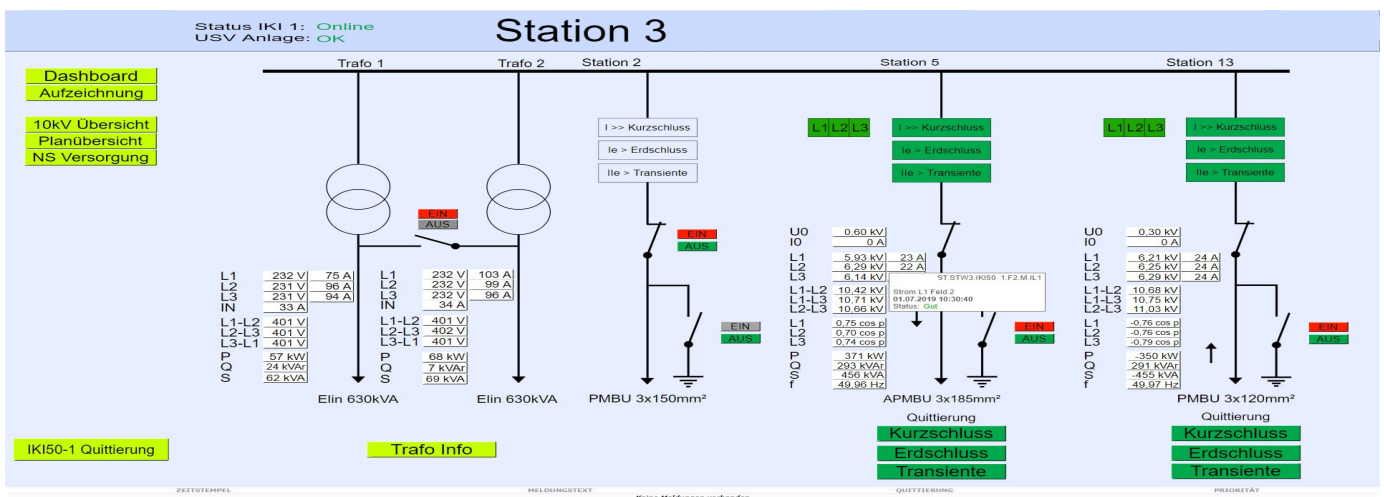 Status IKI 1: Online
USV Anlage: OK
Station 3
Dashboard
Aufzeichnung
10kV Übersicht
Planübersicht
NS Versorgung
IKI50-1 Quittierung
Trafo 1
Trafo 2
Station 2
Station 5
Station 13
EIN
AUS
L1 232 V 75 A
L2 231 V 96 A
L3 231 V 94 A
IN 33 A
L1-L2 401 V
L2-L3 401 V
L3-L1 401 V
P 57 kW
Q 24 kVAr
S 62 kVA
Elin 630kVA
L1 232 V 103 A
L2 232 V 99 A
L3 232 V 96 A
IN 34 A
L1-L2 401 V
L2-L3 402 V
L3-L1 401 V
P 68 kW
Q 7 kVAr
S 69 kVA
Elin 630kVA
Trafo Info
I >> Kurzschluss
Ie > Erdschluss
IIe > Transiente
EIN
AUS
EIN
AUS
PMBU 3x150mm²
L1 L2 L3
I >> Kurzschluss
Ie > Erdschluss
IIe > Transiente
U0 0,60 kV
I0 0 A
L1 5,93 kV 23 A
L2 6,29 kV 22 A
L3 6,14 kV
ST.STW3.IKI50 1.F2.M.IL1
Strom L1 Feld 2
01.07.2019 10:30:40
Status: Gut
L1-L2 10,42 kV
L1-L3 10,71 kV
L2-L3 10,66 kV
L1 0,75 cos p
L2 0,70 cos p
L3 0,74 cos p
P 371 kW
Q 293 kVAr
S 456 kVA
f 49,96 Hz
EIN
AUS
APMBU 3x185mm²
Quittierung
Kurzschluss
Erdschluss
Transiente
L1 L2 L3
I >> Kurzschluss
Ie > Erdschluss
IIe > Transiente
U0 0,30 kV
I0 0 A
L1 6,21 kV 24 A
L2 6,25 kV 24 A
L3 6,29 kV 24 A
L1-L2 10,68 kV
L1-L3 10,75 kV
L2-L3 11,03 kV
L1 -0,76 cos p
L2 -0,76 cos p
L3 -0,79 cos p
P -350 kW
Q 291 kVAr
S -455 kVA
f 49,97 Hz
EIN
AUS
PMBU 3x120mm²
Quittierung
Kurzschluss
Erdschluss
Transiente
ZEITSTEMPEL MELDUNGSTEXT QUITTIERUNG PRIORITÄT